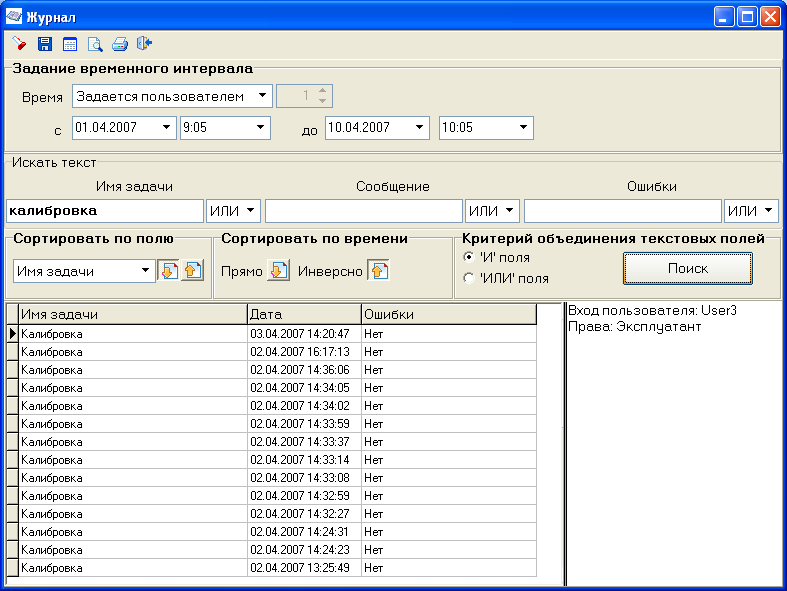 Журнал
Задание временного интервала
Время Задается пользователем 1
с 01.04.2007 9:05 до 10.04.2007 10:05
Искать текст
Имя задачи Сообщение Ошибки
калибровка ИЛИ ИЛИ ИЛИ
Сортировать по полю Сортировать по времени Критерий объединения текстовых полей
Имя задачи Прямо Инверсно 'И' поля
'ИЛИ' поля
Поиск
Имя задачи Дата Ошибки
Калибровка 03.04.2007 14:20:47 Нет
Калибровка 02.04.2007 16:17:13 Нет
Калибровка 02.04.2007 14:36:06 Нет
Калибровка 02.04.2007 14:34:05 Нет
Калибровка 02.04.2007 14:34:02 Нет
Калибровка 02.04.2007 14:33:59 Нет
Калибровка 02.04.2007 14:33:37 Нет
Калибровка 02.04.2007 14:33:14 Нет
Калибровка 02.04.2007 14:33:08 Нет
Калибровка 02.04.2007 14:32:59 Нет
Калибровка 02.04.2007 14:32:27 Нет
Калибровка 02.04.2007 14:24:31 Нет
Калибровка 02.04.2007 14:24:23 Нет
Калибровка 02.04.2007 13:25:49 Нет
Вход пользователя: User3
Права: Эксплуатант